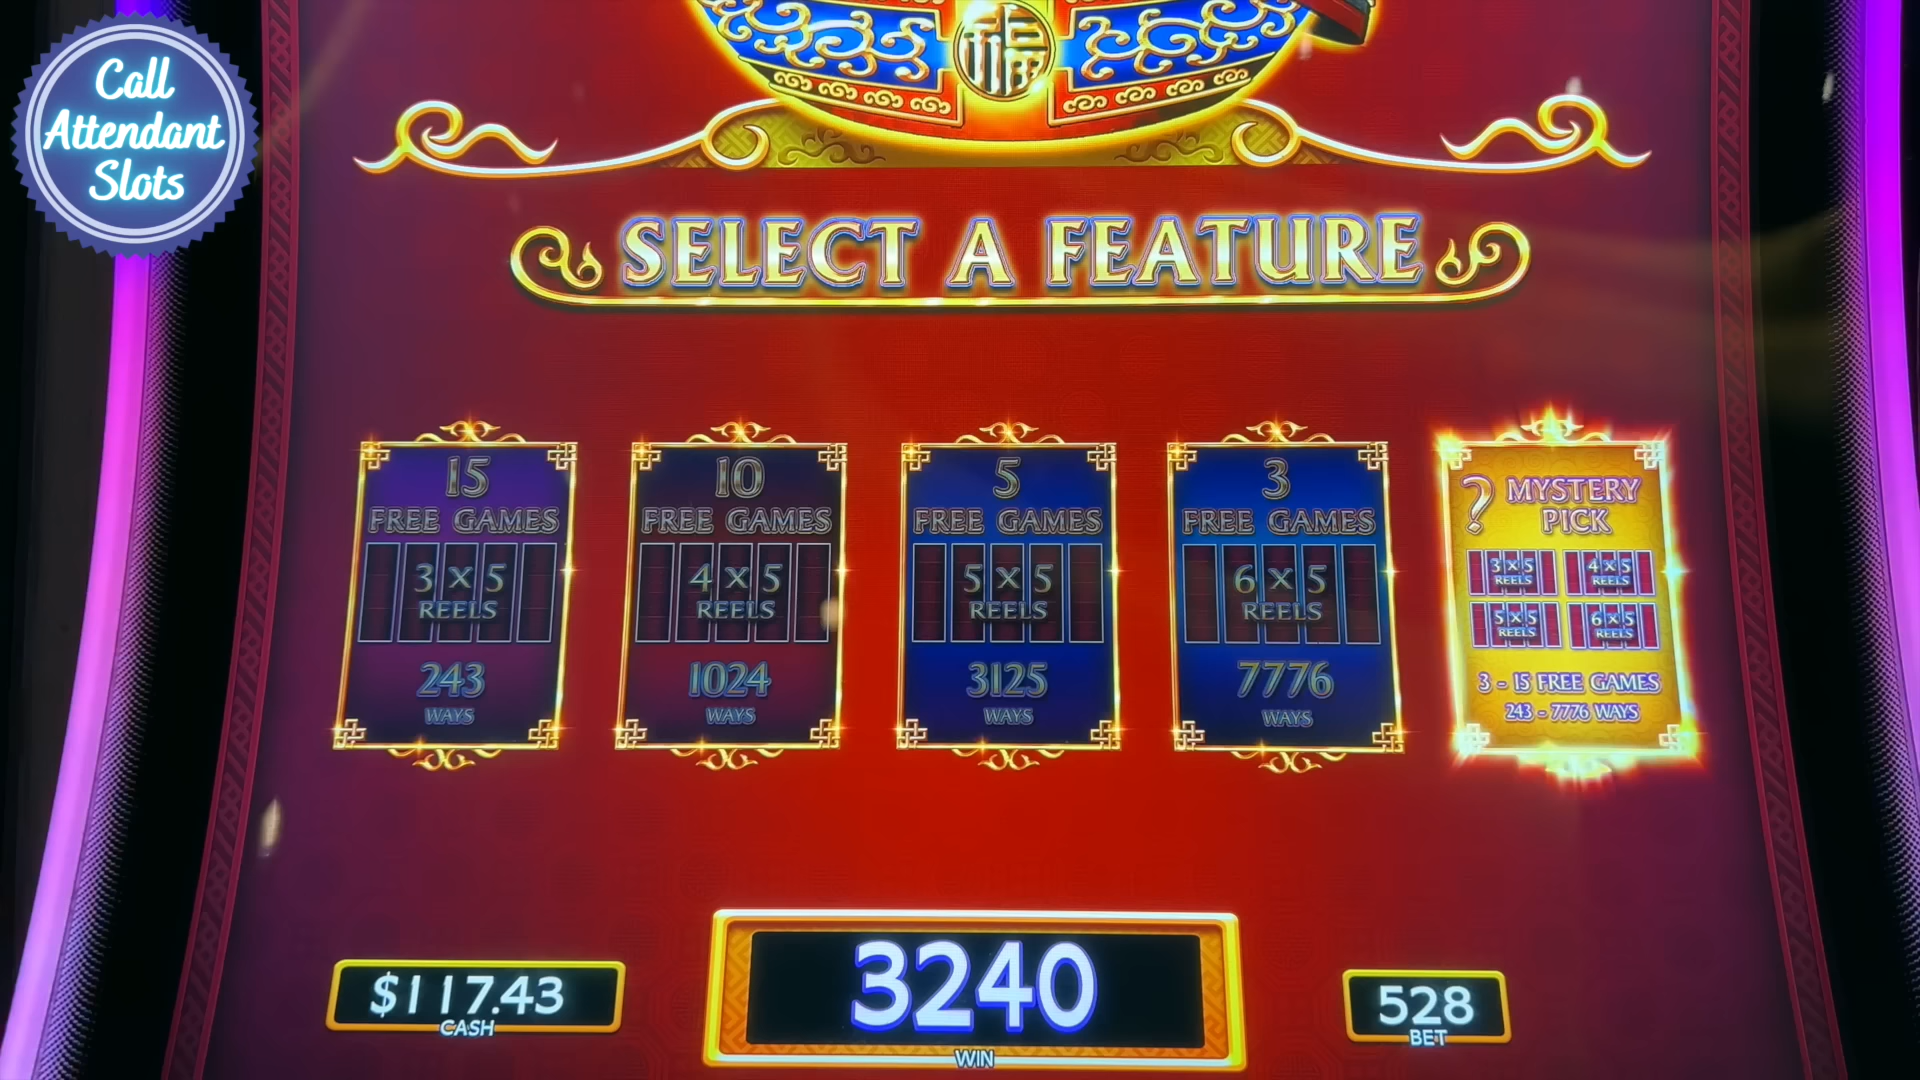 Call
Attendant
Slots
福
SELECT A FEATURE
15
FREE GAMES
3 x 5
REELS
243
WAYS
10
FREE GAMES
4 x 5
REELS
1024
WAYS
5
FREE GAMES
5 x 5
REELS
3125
WAYS
3
FREE GAMES
6 x 5
REELS
7776
WAYS
? MYSTERY
PICK
3 x 5
REELS
4 x 5
REELS
5 x 5
REELS
6 x 5
REELS
3 - 15 FREE GAMES
243 - 7776 WAYS
$117.43
CASH
3240
WIN
528
BET